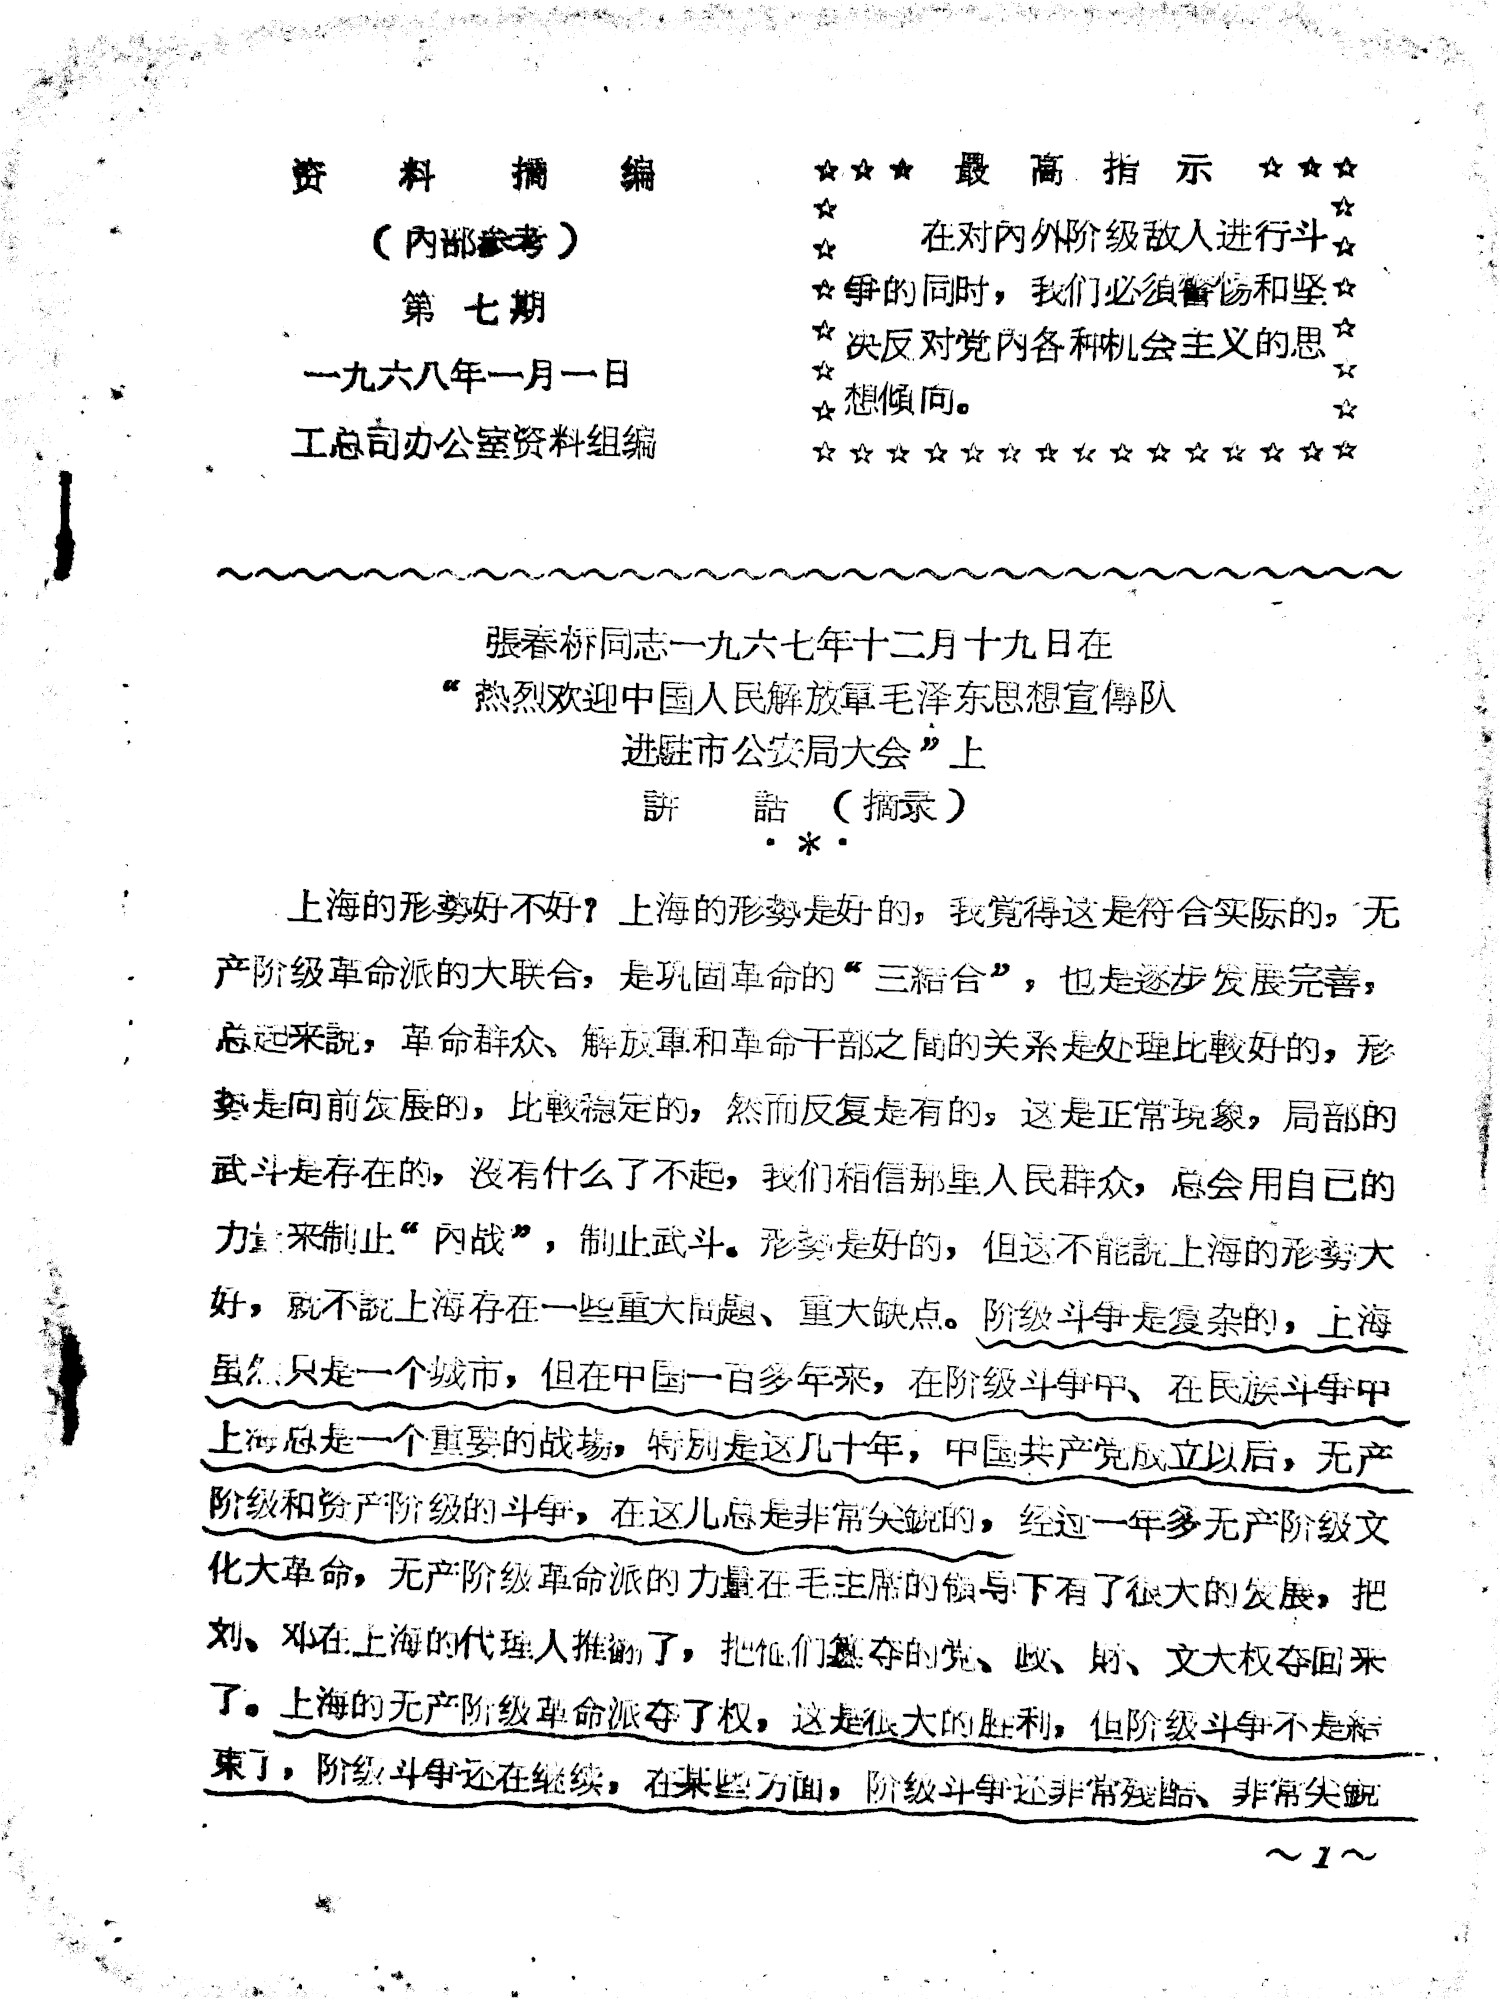 资料摘编
（内部参考）
第七期
一九六八年一月一日
工总司办公室资料组编
☆☆★最高指示☆☆☆
在对內外阶级敌人进行斗
争的同时，我们必須警惕和坚
决反对党內各种机会主义的思
想倾向。
張春桥同志一九六七年十二月十九日在
“热烈欢迎中国人民解放軍毛泽东思想宣傳队
进駐市公安局大会”上
講話（摘录）
·＊·
上海的形势好不好？上海的形势是好的，我覚得这是符合实际的，无
产阶级革命派的大联合，是巩固革命的“三結合”，也是逐步发展完善，
总起来說，革命群众、解放軍和革命干部之間的关系是处理比較好的，形
势是向前发展的，比較稳定的，然而反复是有的，这是正常现象，局部的
武斗是存在的，沒有什么了不起，我们相信那里人民群众，总会用自己的
力量来制止“內战”，制止武斗。形势是好的，但这不能說上海的形势大
好，就不說上海存在一些重大问题、重大缺点。阶级斗争是复杂的，上海
虽然只是一个城市，但在中国一百多年来，在阶级斗争中、在民族斗争中
上海总是一个重要的战場，特别是这几十年，中国共产党成立以后，无产
阶级和资产阶级的斗争，在这儿总是非常尖銳的，经过一年多无产阶级文
化大革命，无产阶级革命派的力量在毛主席的领导下有了很大的发展，把
刘、邓在上海的代理人推翻了，把他们篡夺的党、政、財、文大权夺回来
了。上海的无产阶级革命派夺了权，这是很大的胜利，但阶级斗争不是結
束了，阶级斗争还在继续，在某些方面，阶级斗争还非常残酷、非常尖銳
～1～